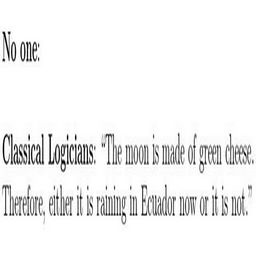 No one:
Classical Logicians: “The moon is made of green cheese.
Therefore, either it is raining in Ecuador now or it is not.”